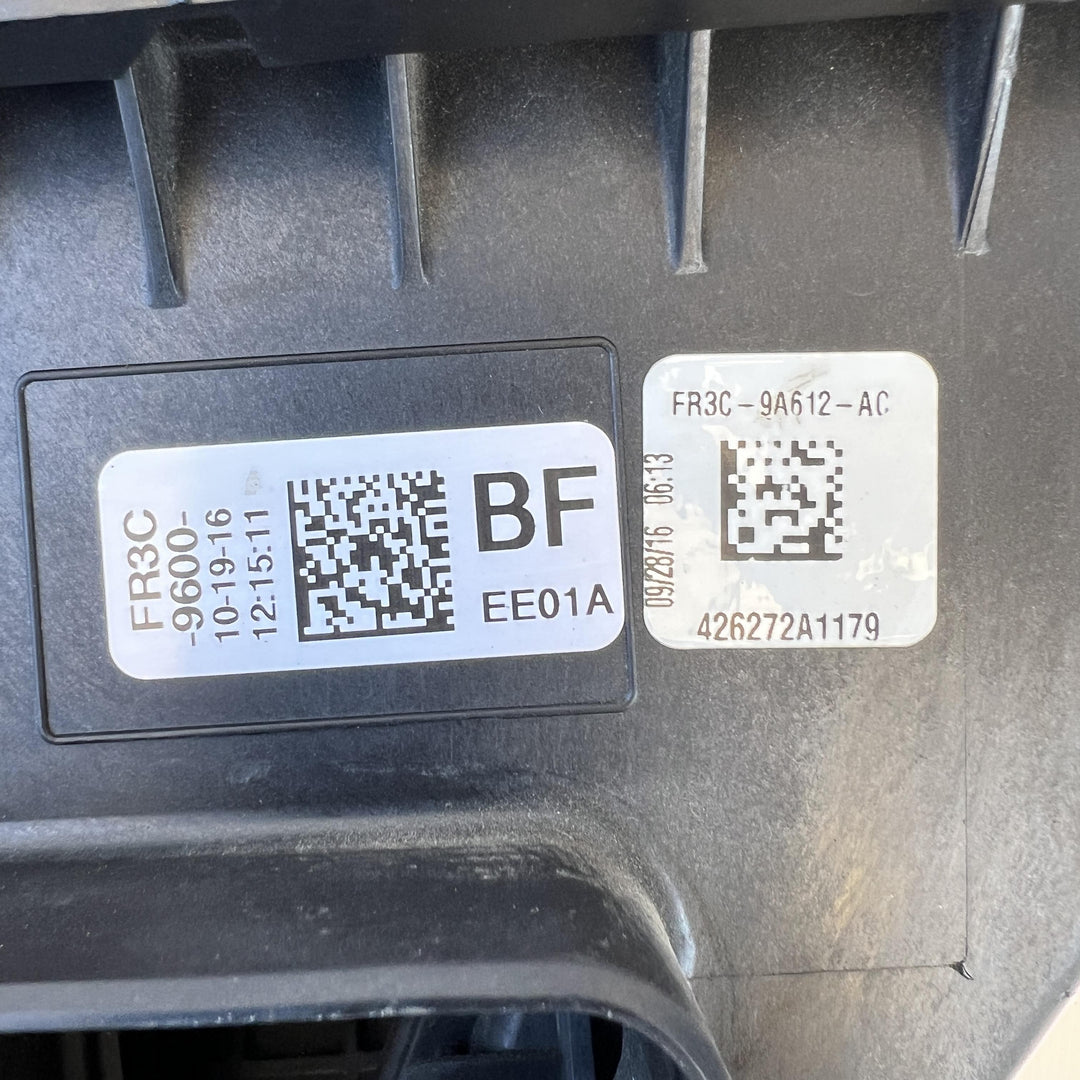 FR3C
-9600-
10-19-16
12:15:11
BF
EE01A
FR3C-9A612-AC
09/28/16 06:13
426272A1179